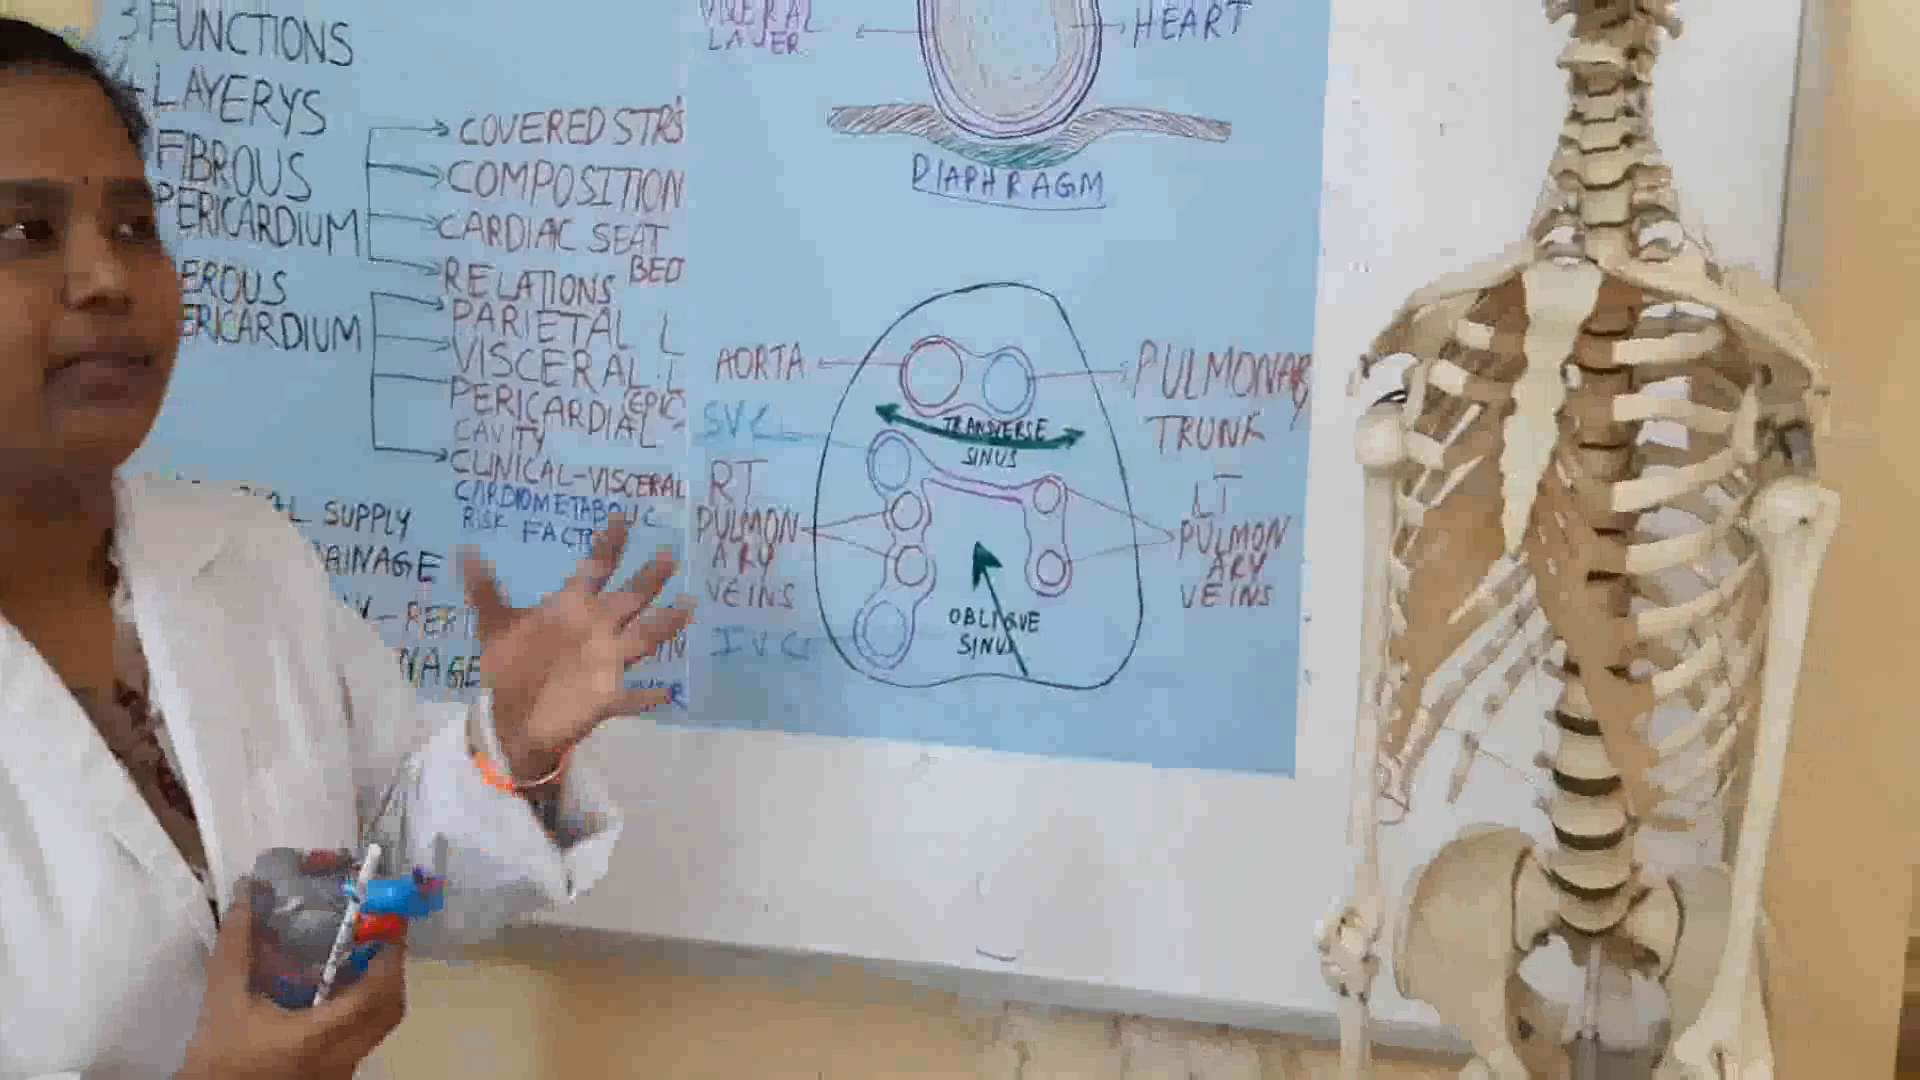 3 FUNCTIONS
LAYERYS
FIBROUS
PERICARDIUM
EROUS
ERICARDIUM
SUPPLY
AINAGE
NAGE
COVERED STR'S
COMPOSITION
CARDIAC SEAT
BED
RELATIONS
PARIETAL L
VISCERAL L
(EPIC-
PERICARDIAL
CAVITY
CLINICAL-VISCERAL
CARDIOMETABOLIC
RISK
LAYER
HEART
DIAPHRAGM
AORTA
PULMONARY
TRUNK
SVC
TRANSVERSE
SINUS
RT
PULMON
ARY
VEINS
LT
PULMON
ARY
VEINS
OBLIQUE
SINUS
IVC